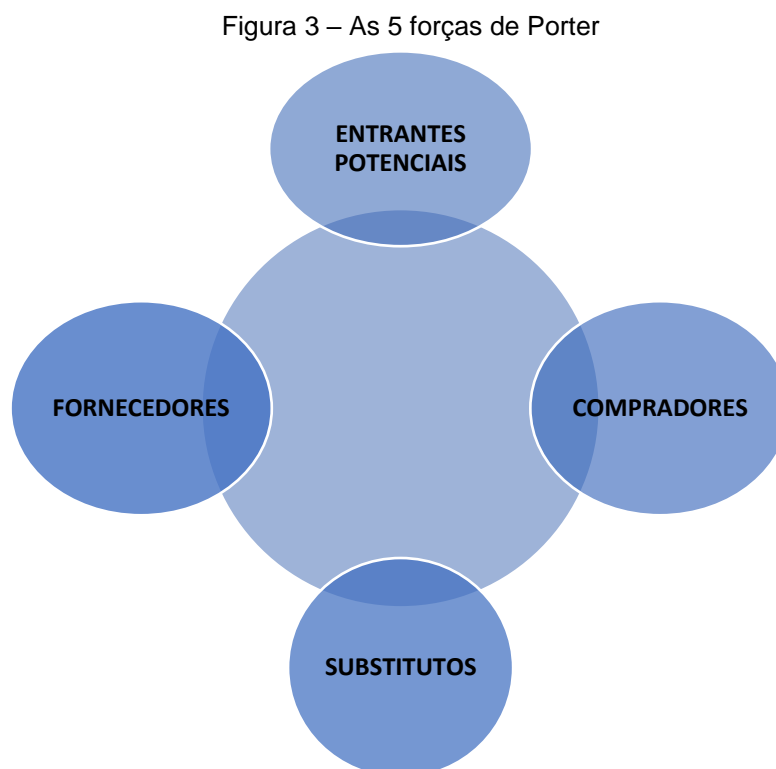 Figura 3 – As 5 forças de Porter
ENTRANTES
POTENCIAIS
FORNECEDORES
COMPRADORES
SUBSTITUTOS